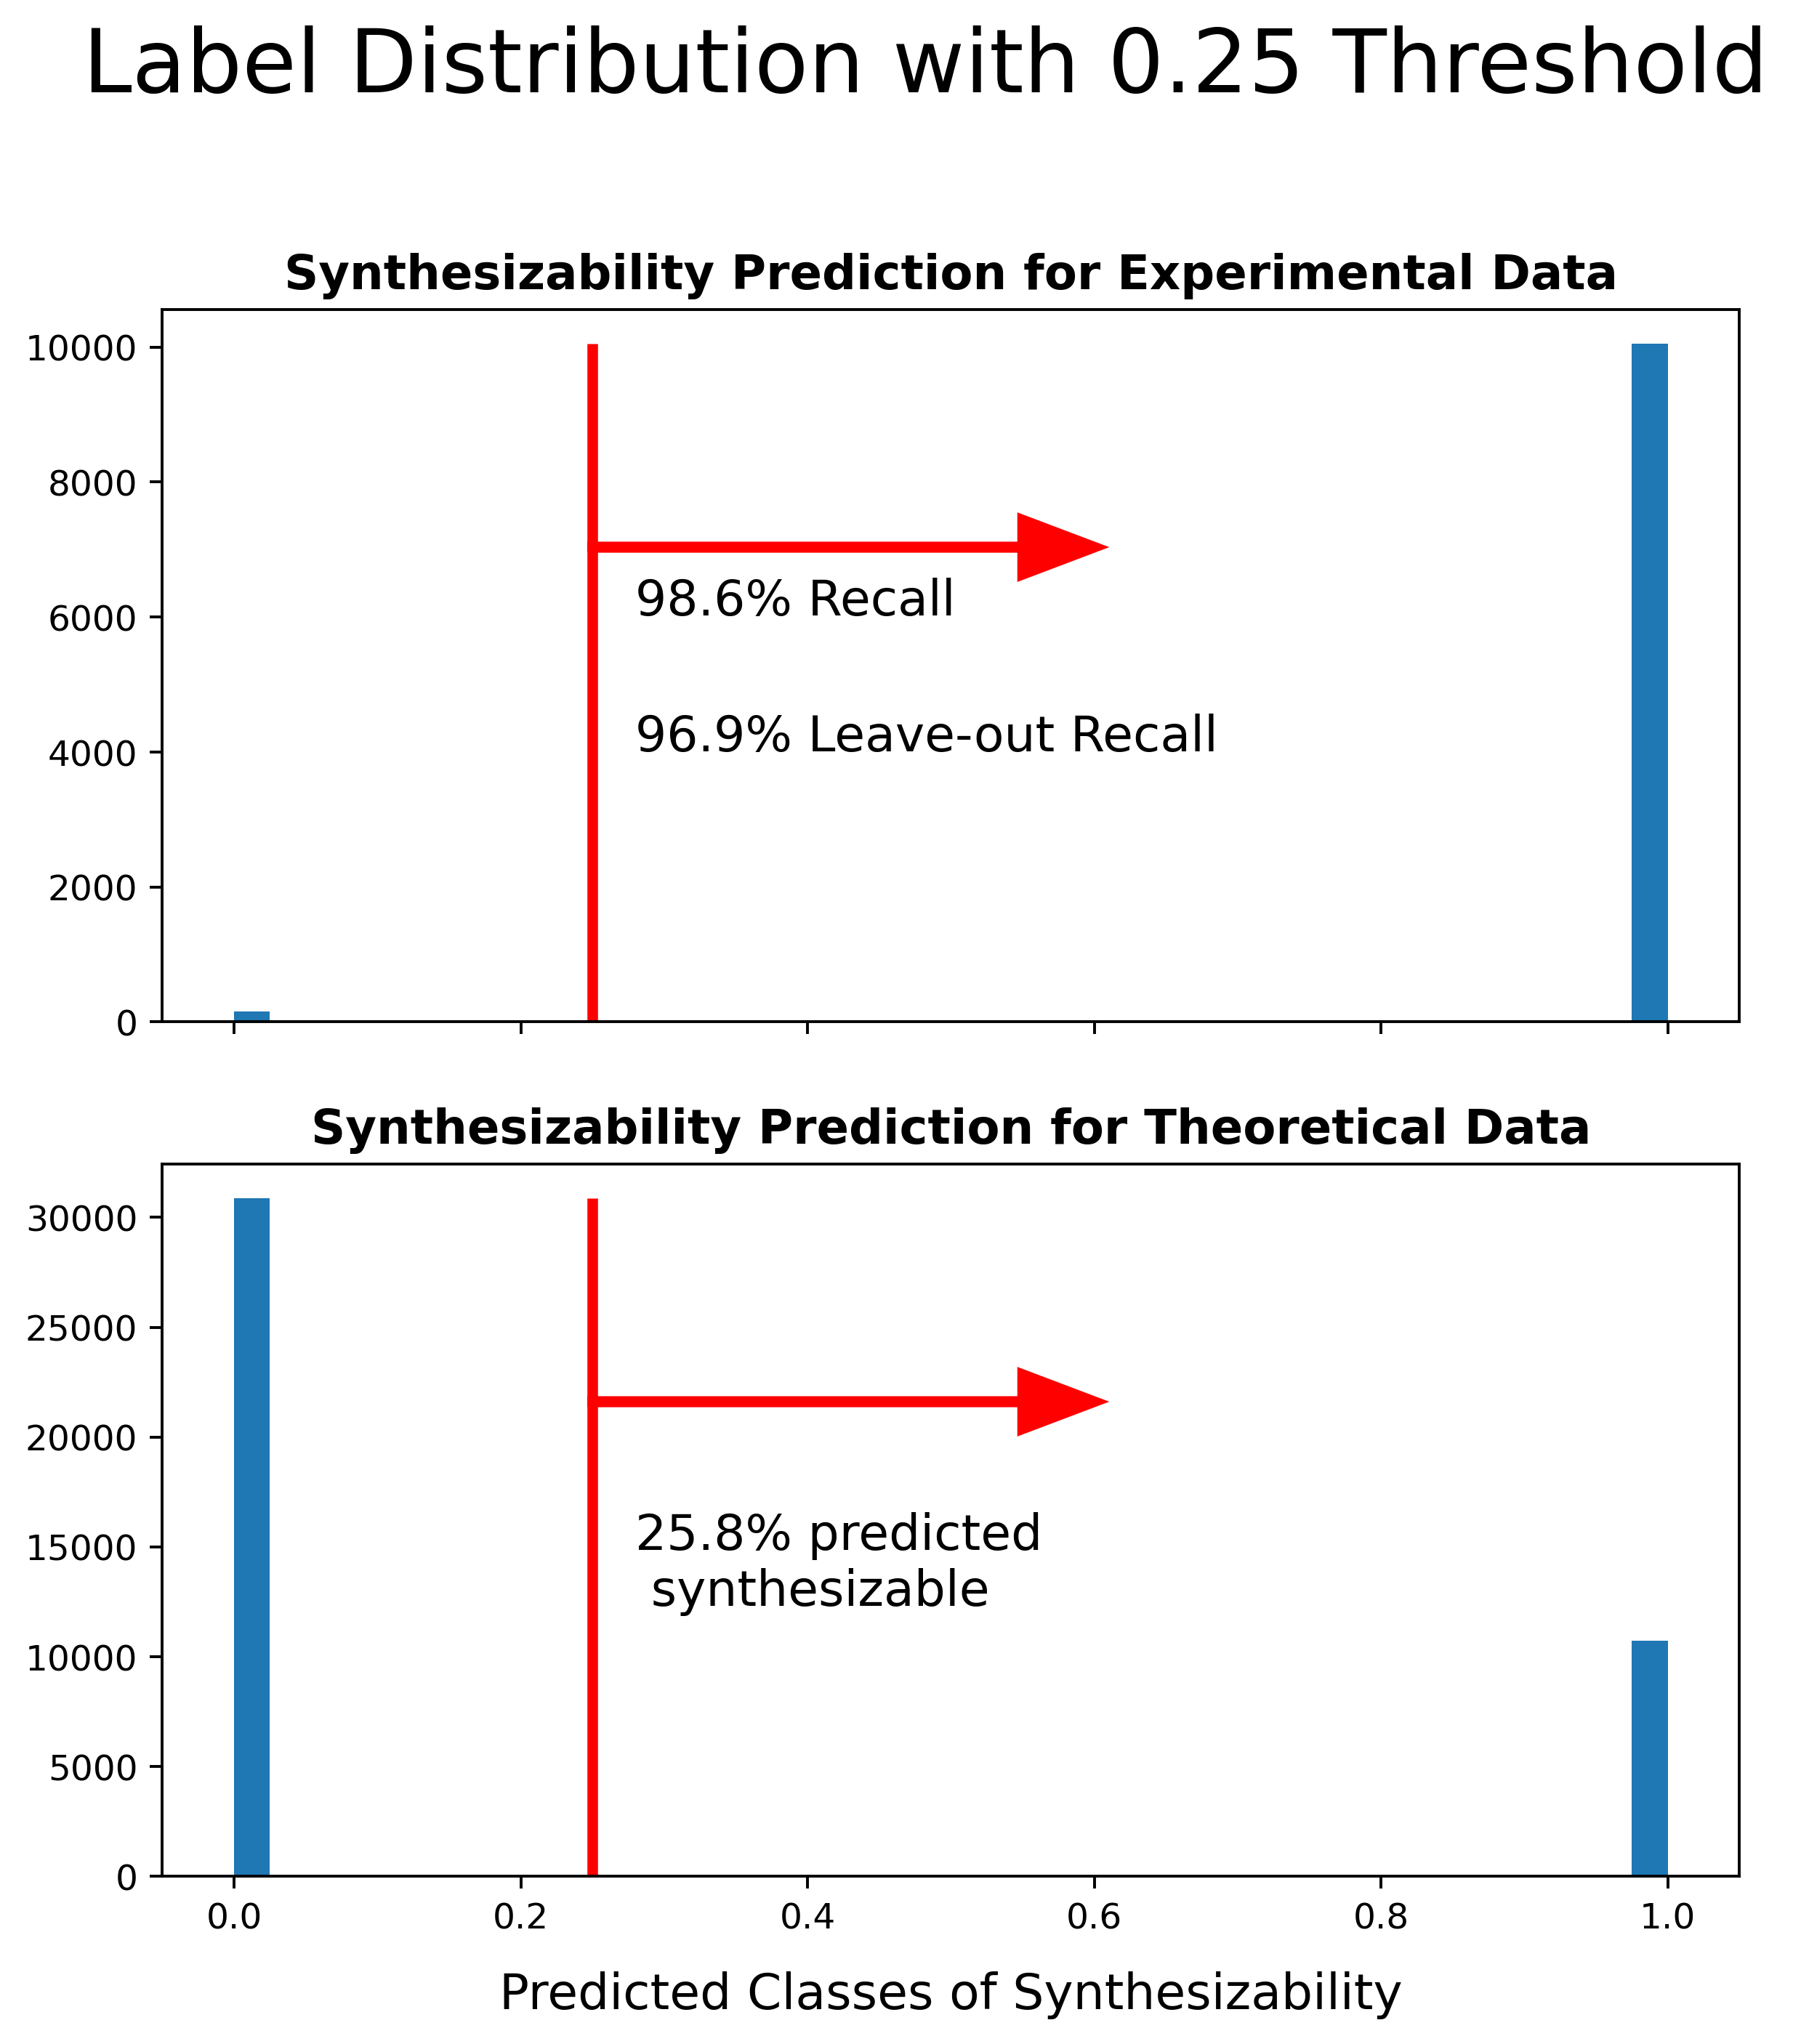 Label Distribution with 0.25 Threshold
Synthesizability Prediction for Experimental Data
10000
8000
6000
4000
2000
0
98.6% Recall
96.9% Leave-out Recall
Synthesizability Prediction for Theoretical Data
30000
25000
20000
15000
10000
5000
0
25.8% predicted
synthesizable
0.0 0.2 0.4 0.6 0.8 1.0
Predicted Classes of Synthesizability